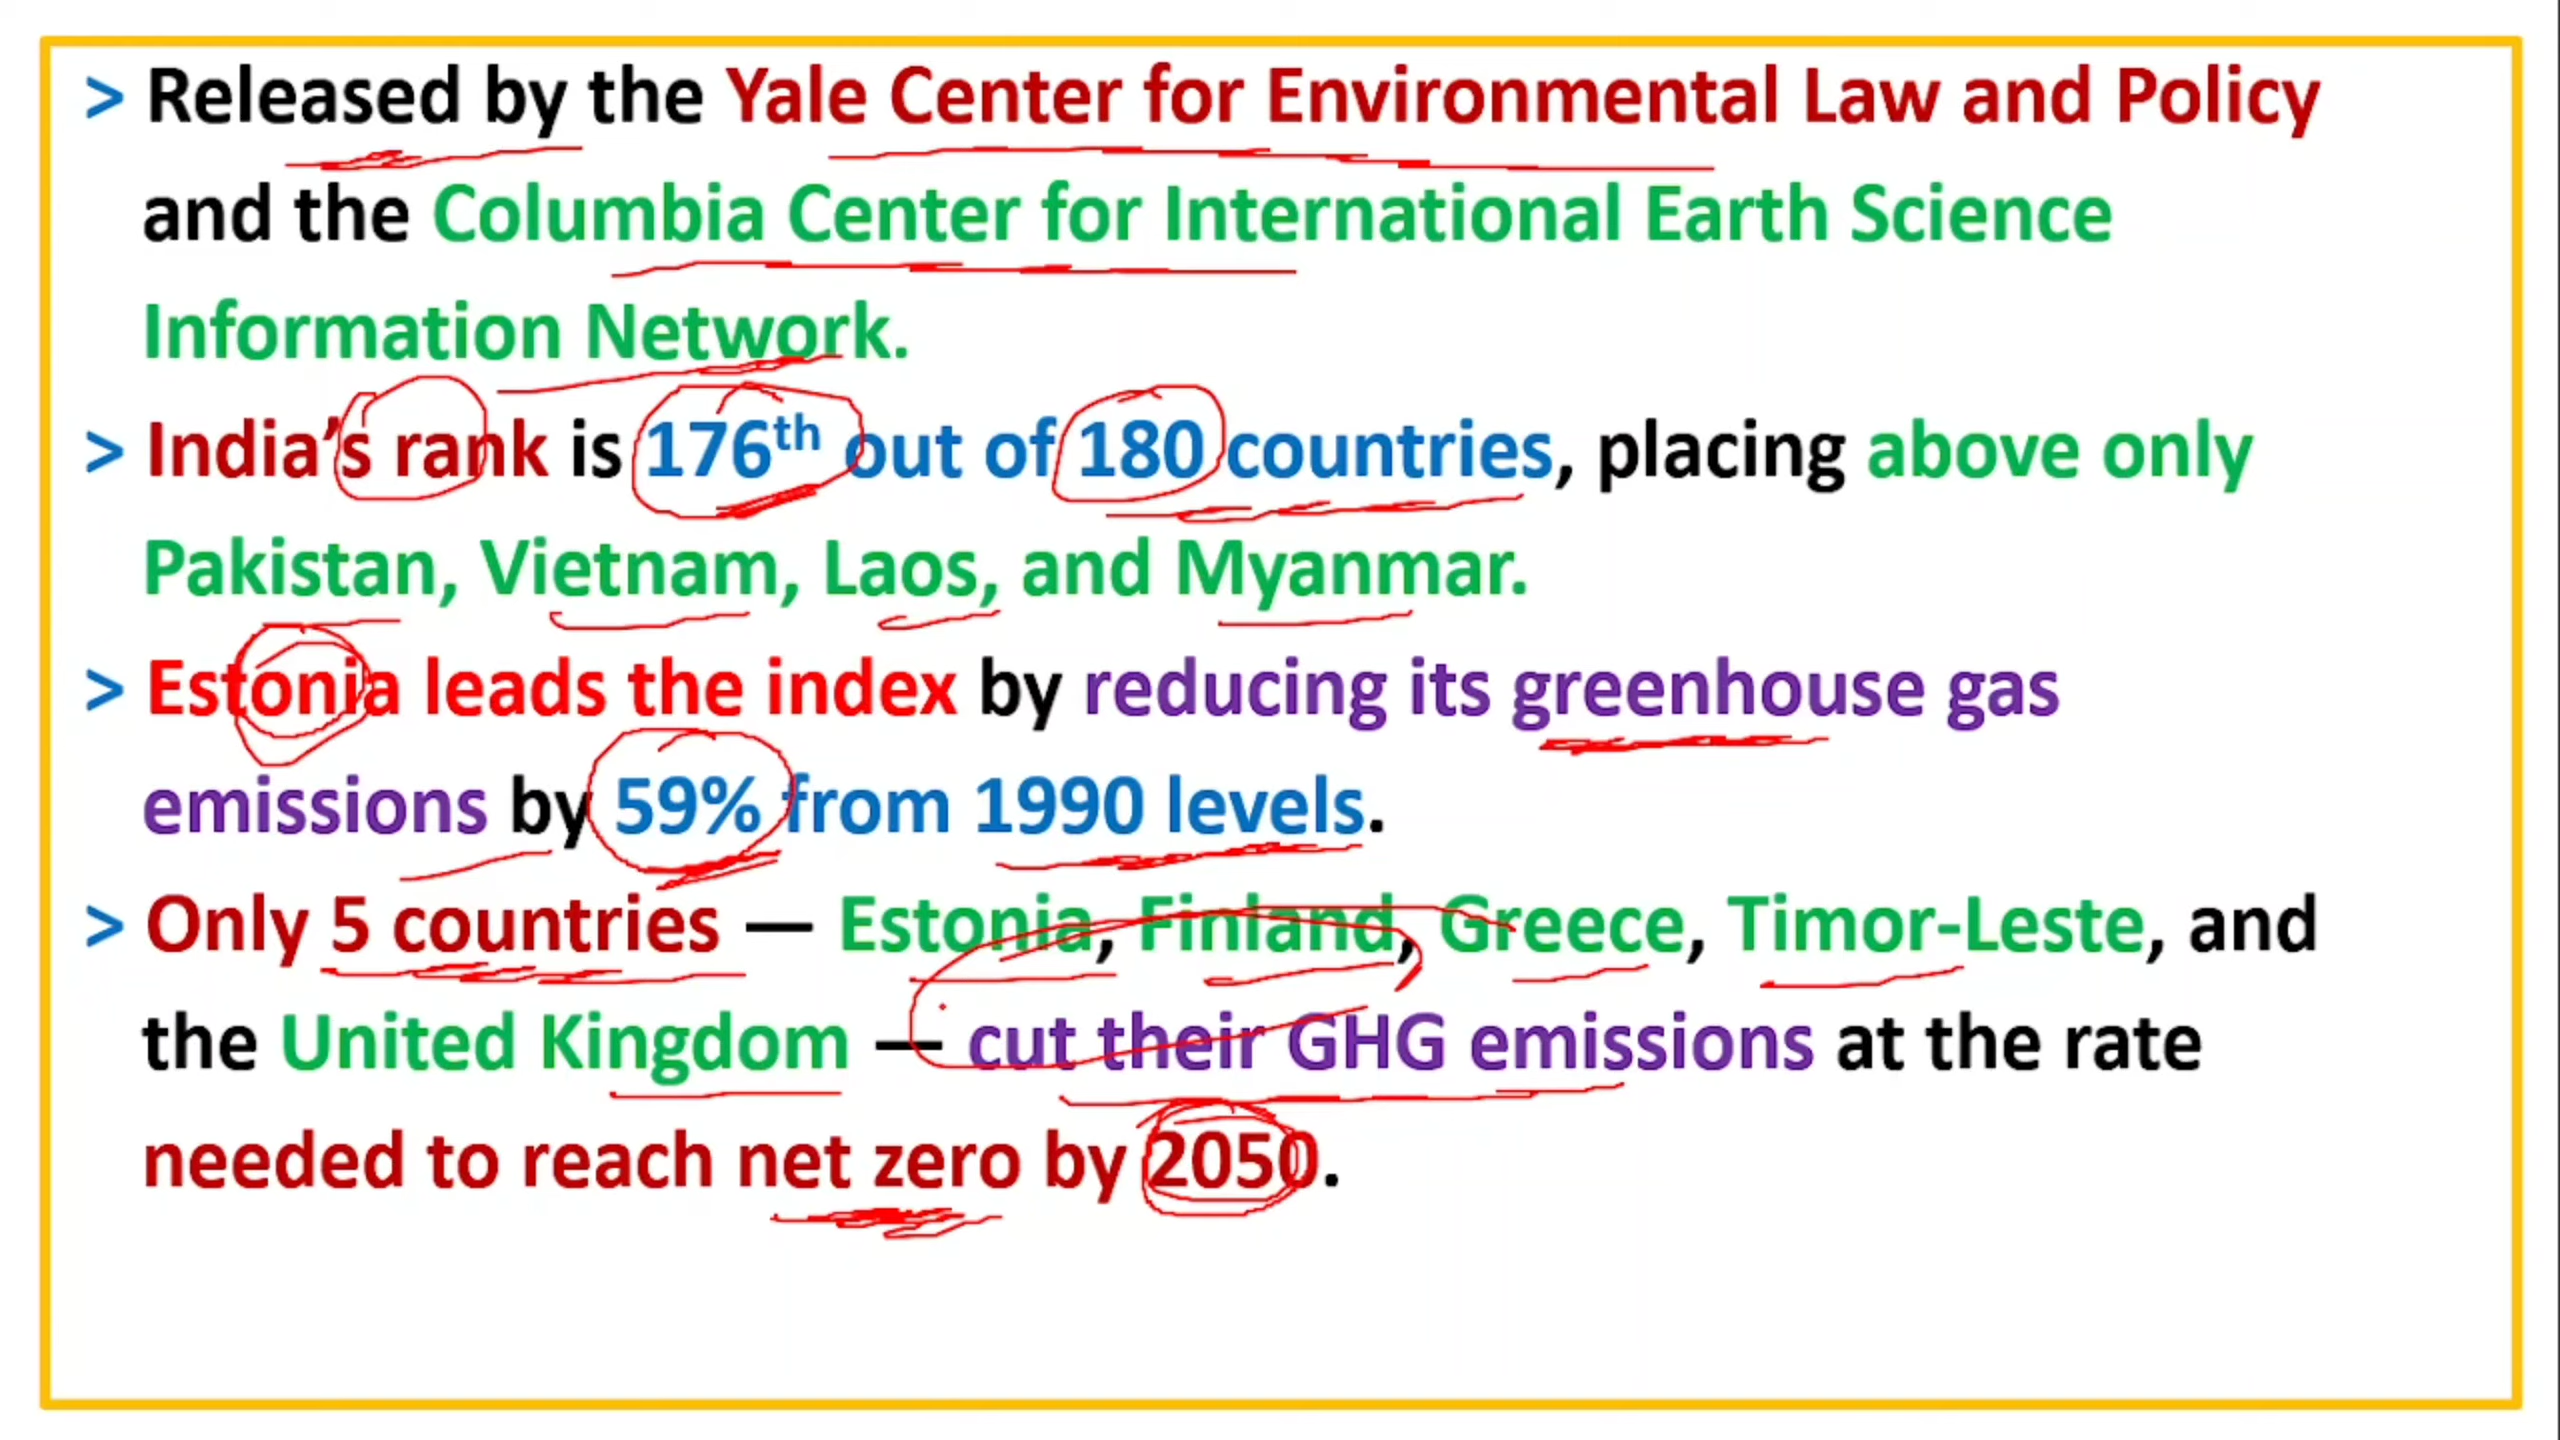 > Released by the Yale Center for Environmental Law and Policy
and the Columbia Center for International Earth Science
Information Network.
> India's rank is 176th out of 180 countries, placing above only
Pakistan, Vietnam, Laos, and Myanmar.
> Estonia leads the index by reducing its greenhouse gas
emissions by 59% from 1990 levels.
> Only 5 countries — Estonia, Finland, Greece, Timor-Leste, and
the United Kingdom — cut their GHG emissions at the rate
needed to reach net zero by 2050.